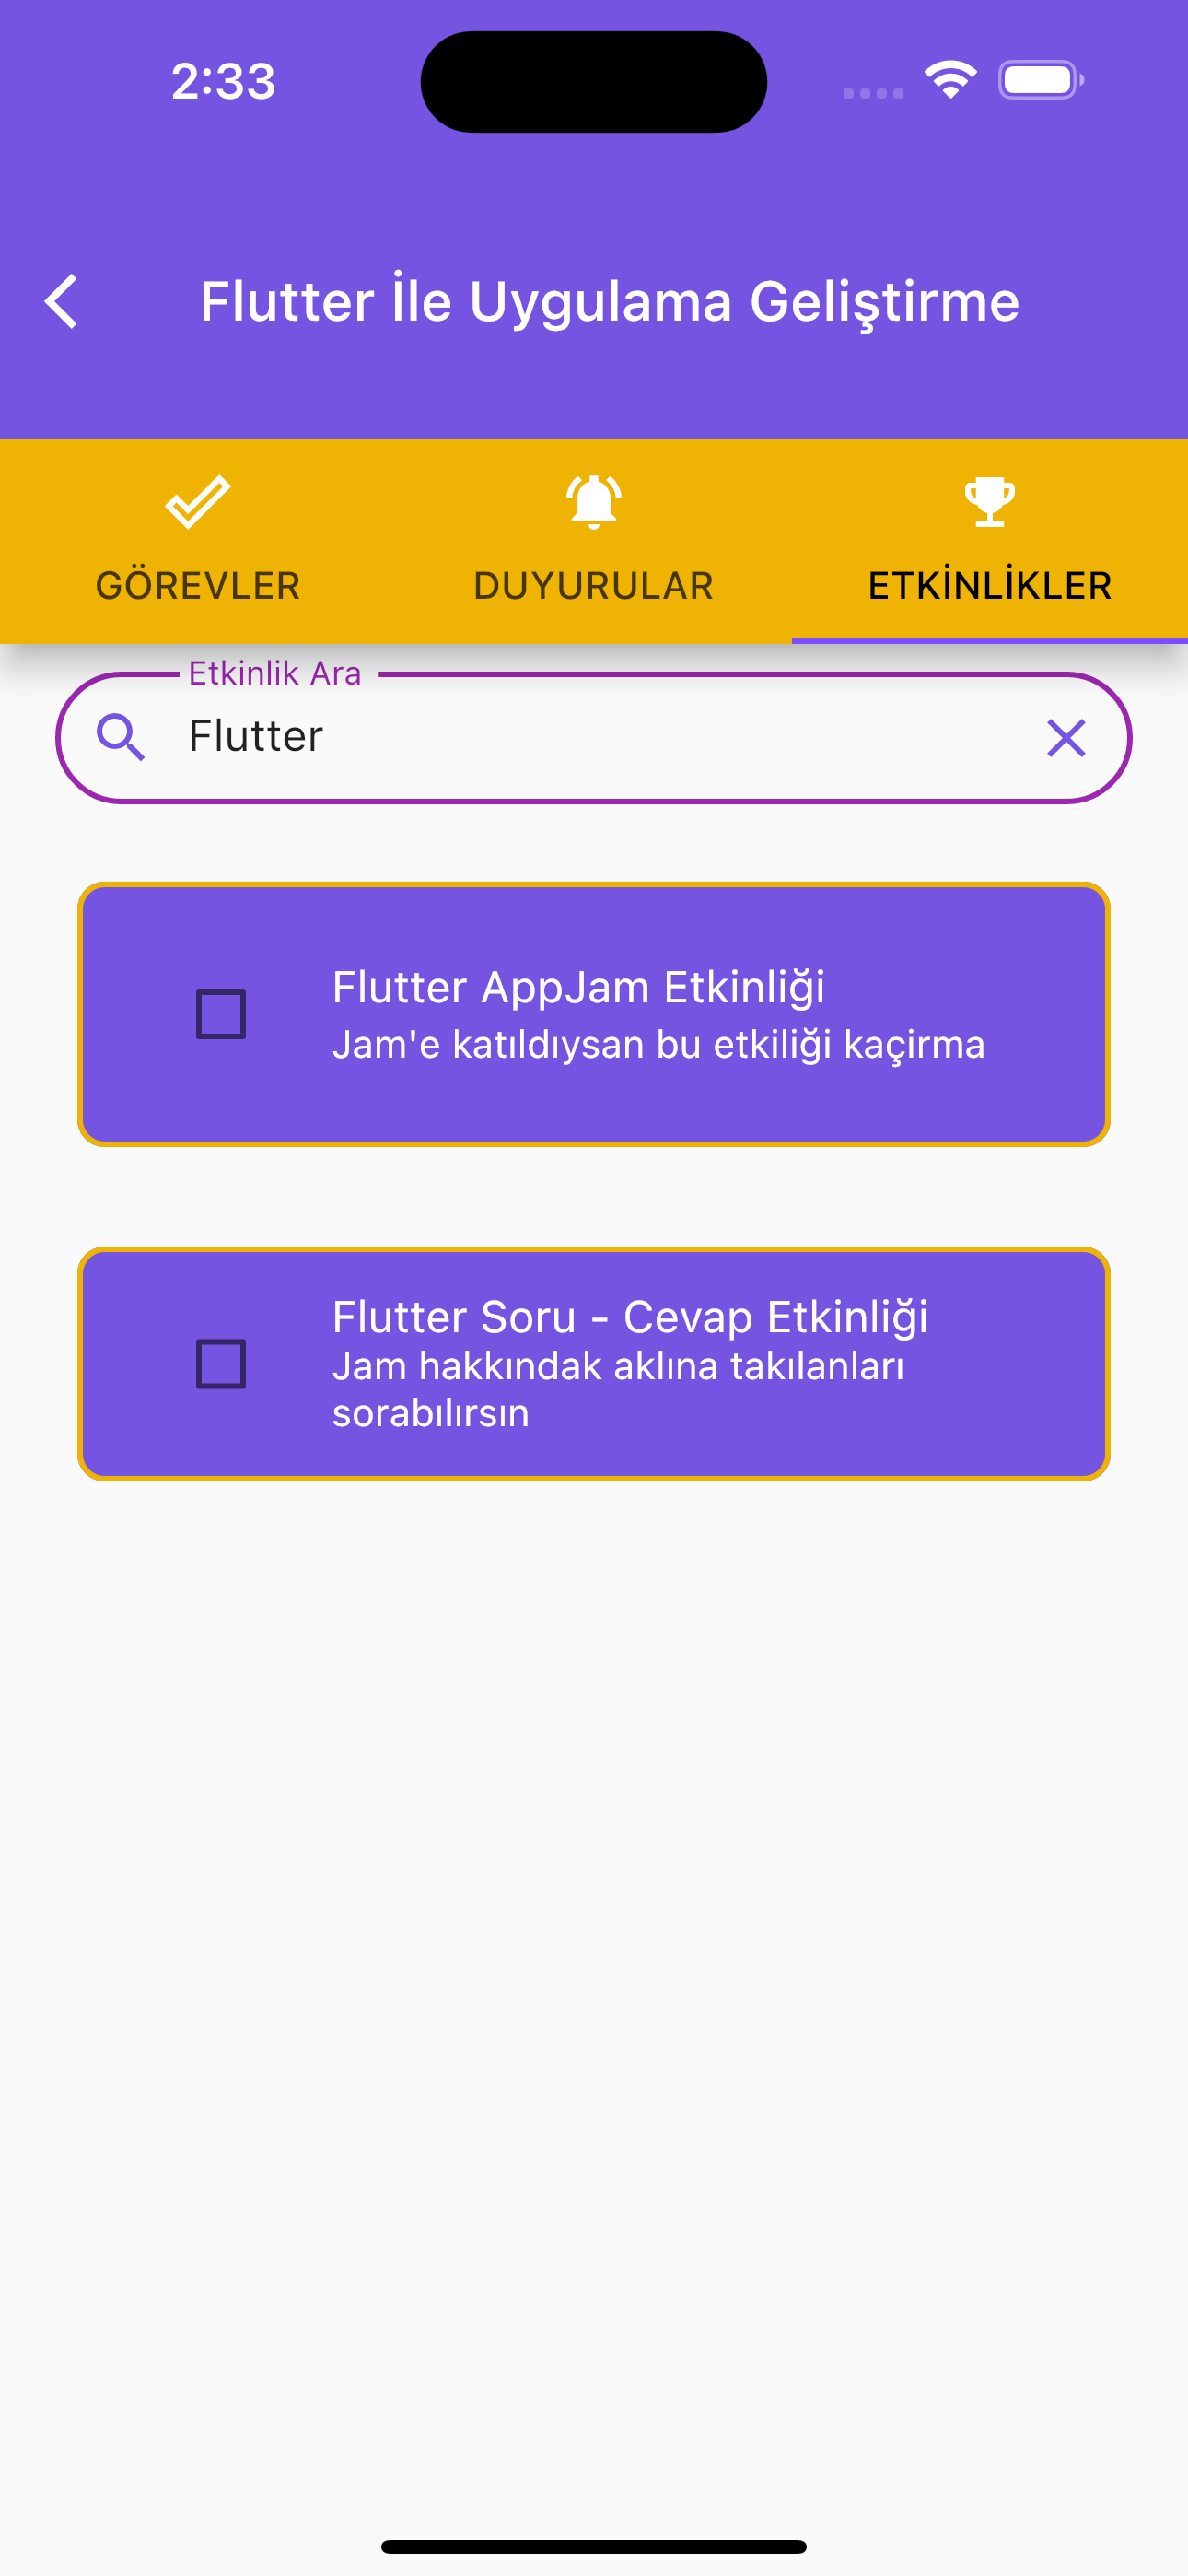 2:33
Flutter İle Uygulama Geliştirme
GÖREVLER
DUYURULAR
ETKİNLİKLER
Etkinlik Ara
Flutter
Flutter AppJam Etkinliği
Jam'e katıldıysan bu etkiliği kaçirma
Flutter Soru - Cevap Etkinliği
Jam hakkındak aklına takılanları
sorabılırsın